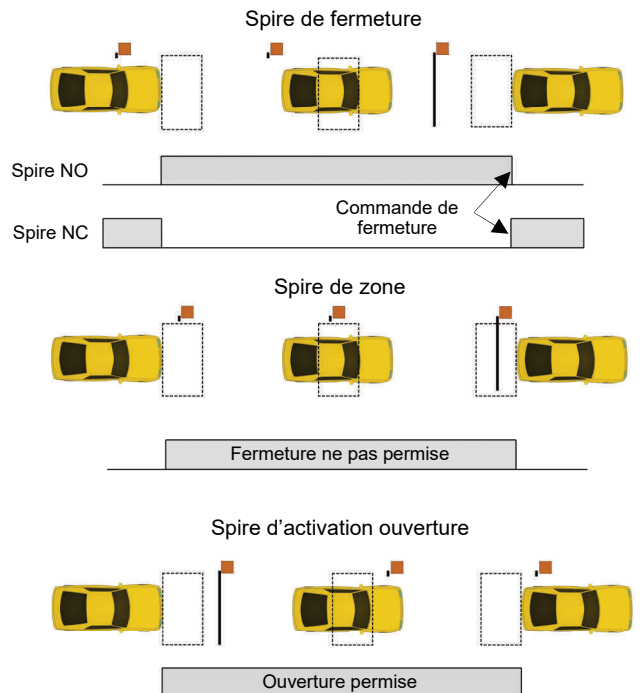 Spire de fermeture
Spire NO
Commande de
fermeture
Spire NC
Spire de zone
Fermeture ne pas permise
Spire d’activation ouverture
Ouverture permise